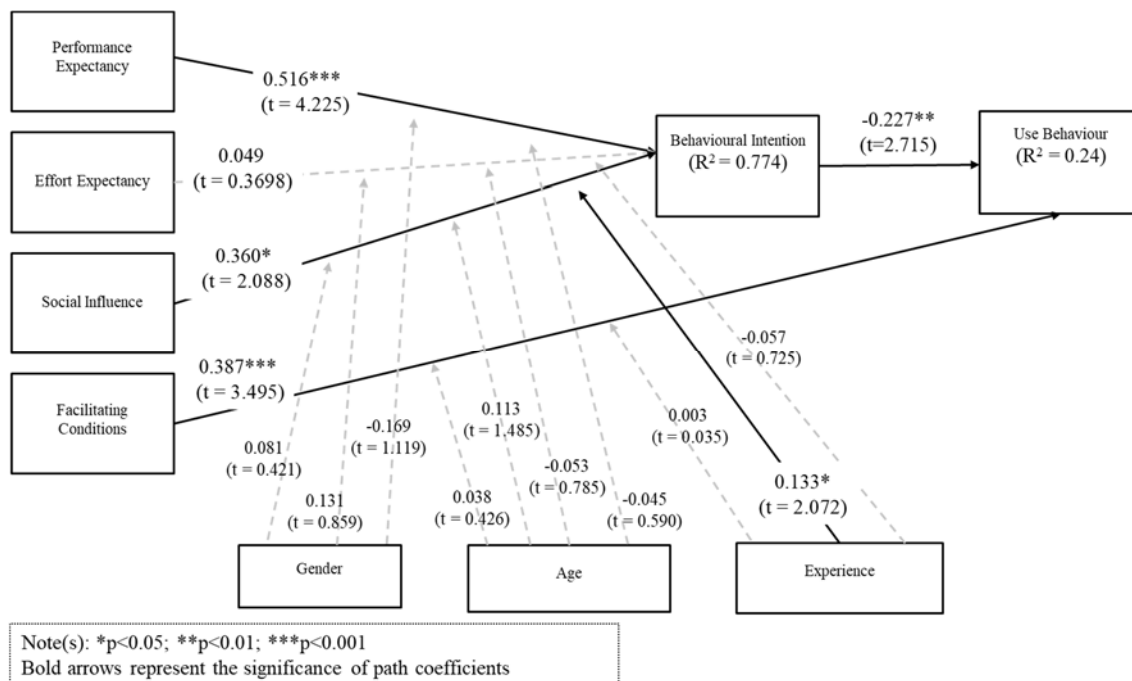 Performance
Expectancy
0.516***
(t = 4.225)
Effort Expectancy
0.049
(t = 0.3698)
Behavioural Intention
(R² = 0.774)
-0.227**
(t=2.715)
Use Behaviour
(R² = 0.24)
Social Influence
0.360*
(t = 2.088)
Facilitating
Conditions
0.387***
(t = 3.495)
0.081
(t = 0.421)
0.131
(t = 0.859)
-0.169
(t = 1.119)
0.038
(t = 0.426)
0.113
(t = 1.485)
-0.053
(t = 0.785)
-0.045
(t = 0.590)
0.003
(t = 0.035)
-0.057
(t = 0.725)
0.133*
(t = 2.072)
Gender
Age
Experience
Note(s): *p<0.05; **p<0.01; ***p<0.001
Bold arrows represent the significance of path coefficients